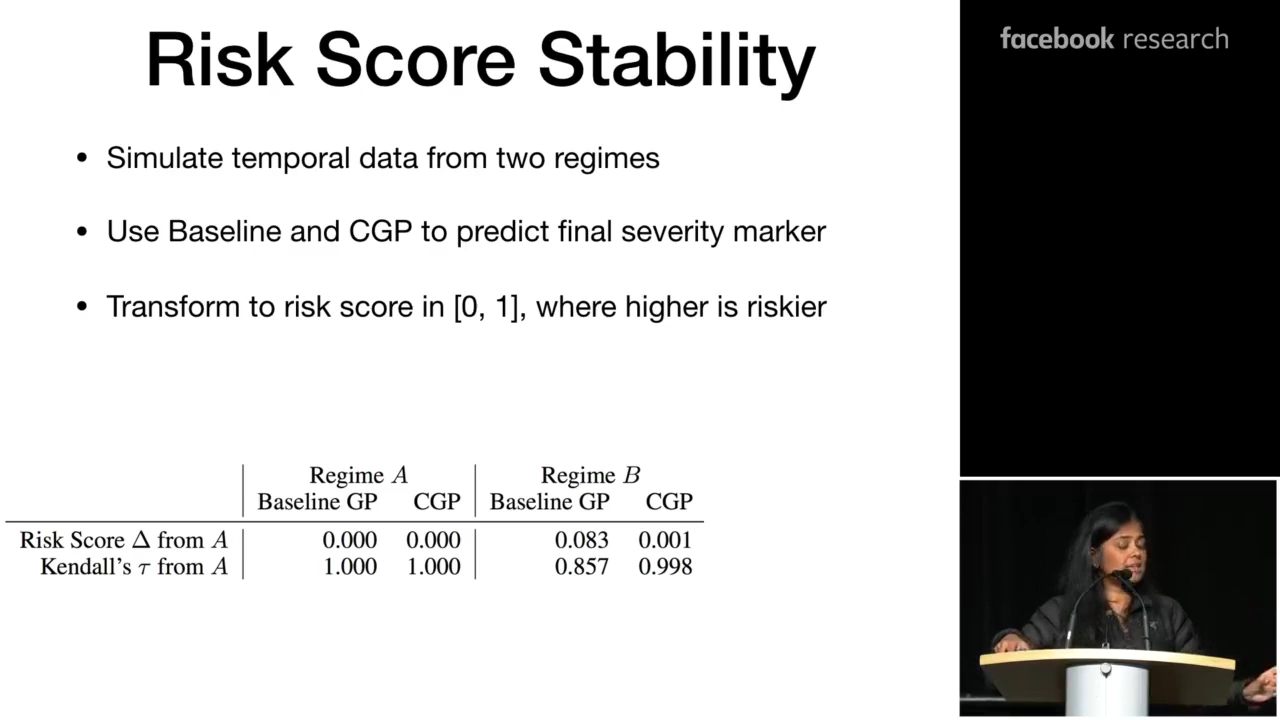 Risk Score Stability
facebook research
• Simulate temporal data from two regimes
• Use Baseline and CGP to predict final severity marker
• Transform to risk score in [0, 1], where higher is riskier
Regime A Regime B
Baseline GP CGP Baseline GP CGP
Risk Score Δ from A 0.000 0.000 0.083 0.001
Kendall's τ from A 1.000 1.000 0.857 0.998